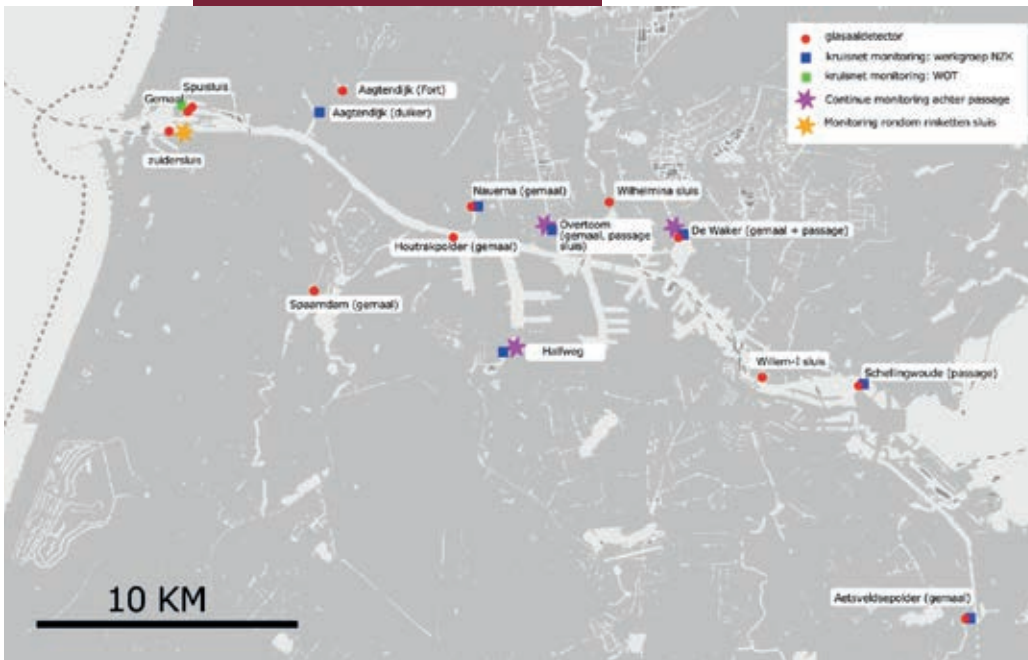 glasaaldetector
kruisnet monitoring: werkgroep NZK
kruisnet monitoring: WOT
Continue monitoring achter passage
Monitoring rondom rinketten sluis
Spuisluis
Gemaal
zuidersluis
Aagtendijk (Fort)
Aagtendijk (duiker)
Nauerna (gemaal)
Wilhelmina sluis
Overtoom
(gemaal, passage
sluis)
De Waker (gemaal + passage)
Houtrakpolder (gemaal)
Spaarndam (gemaal)
Halfweg
Willem-I sluis
Schellingwoude (passage)
Aetsveldsepolder (gemaal)
10 KM